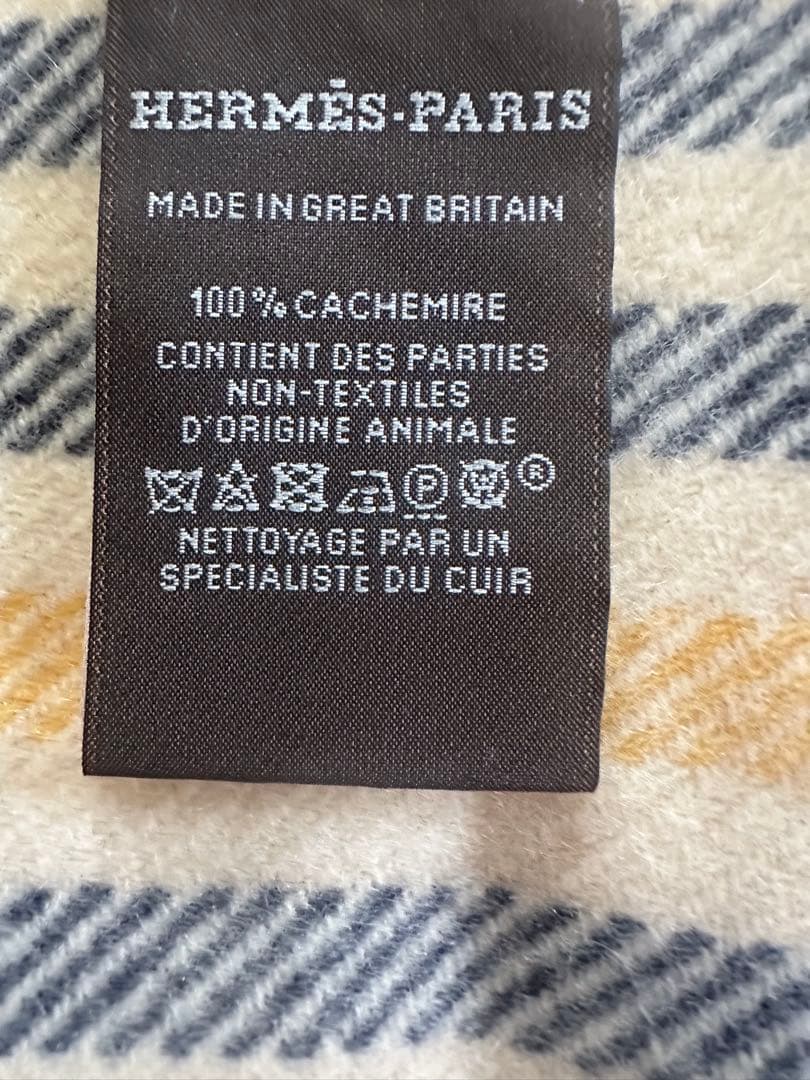 HERMÈS-PARIS
MADE IN GREAT BRITAIN
100% CACHEMIRE
CONTIENT DES PARTIES
NON-TEXTILES
D'ORIGINE ANIMALE
P W ®
NETTOYAGE PAR UN
SPECIALISTE DU CUIR